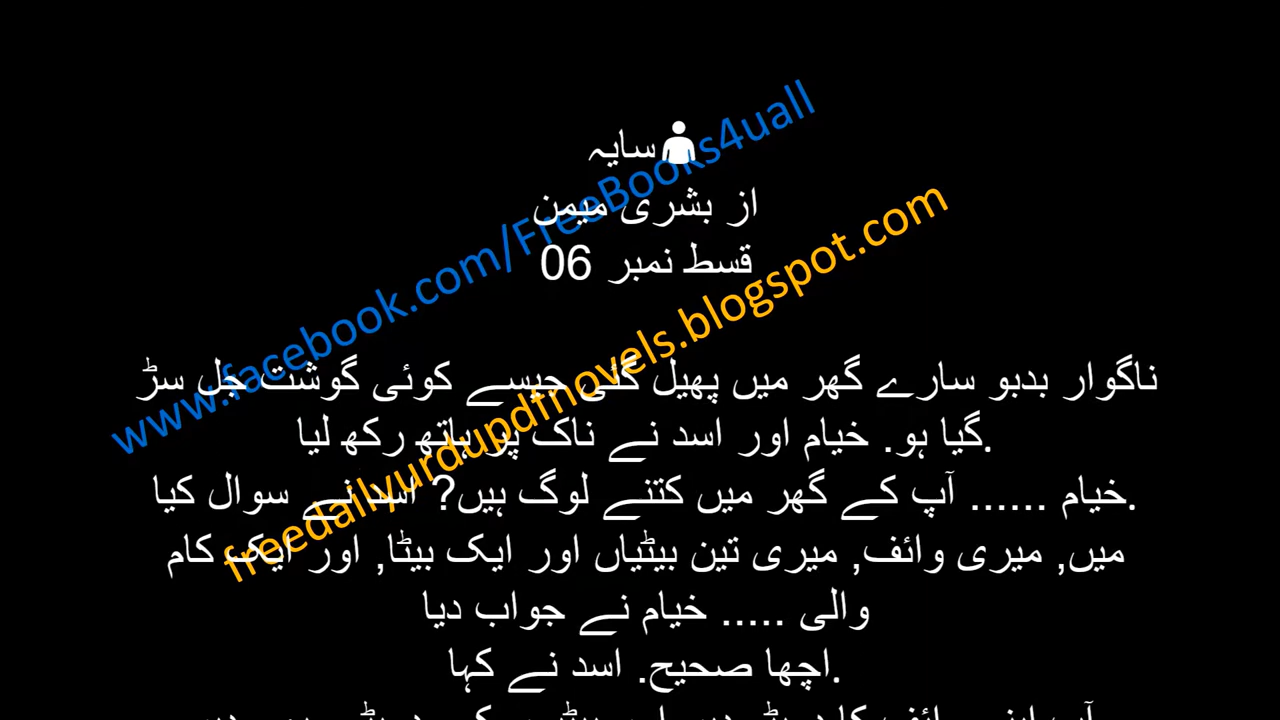 سایہ
از بشری میمن
قسط نمبر 06
ناگوار بدبو سارے گھر میں پھیل گئی جیسے کوئی گوشت جل سڑ
گیا ہو. خیام اور اسد نے ناک پر ہاتھ رکھ لیا.
خیام ...... آپ کے گھر میں کتنے لوگ ہیں? اسد نے سوال کیا.
میں, میری وائف, میری تین بیٹیاں اور ایک بیٹا, اور ایک کام
والی ..... خیام نے جواب دیا
اچھا صحیح. اسد نے کہا.
www.facebook.com/FreeBooks4uall
freedailyurdupdfnovels.blogspot.com